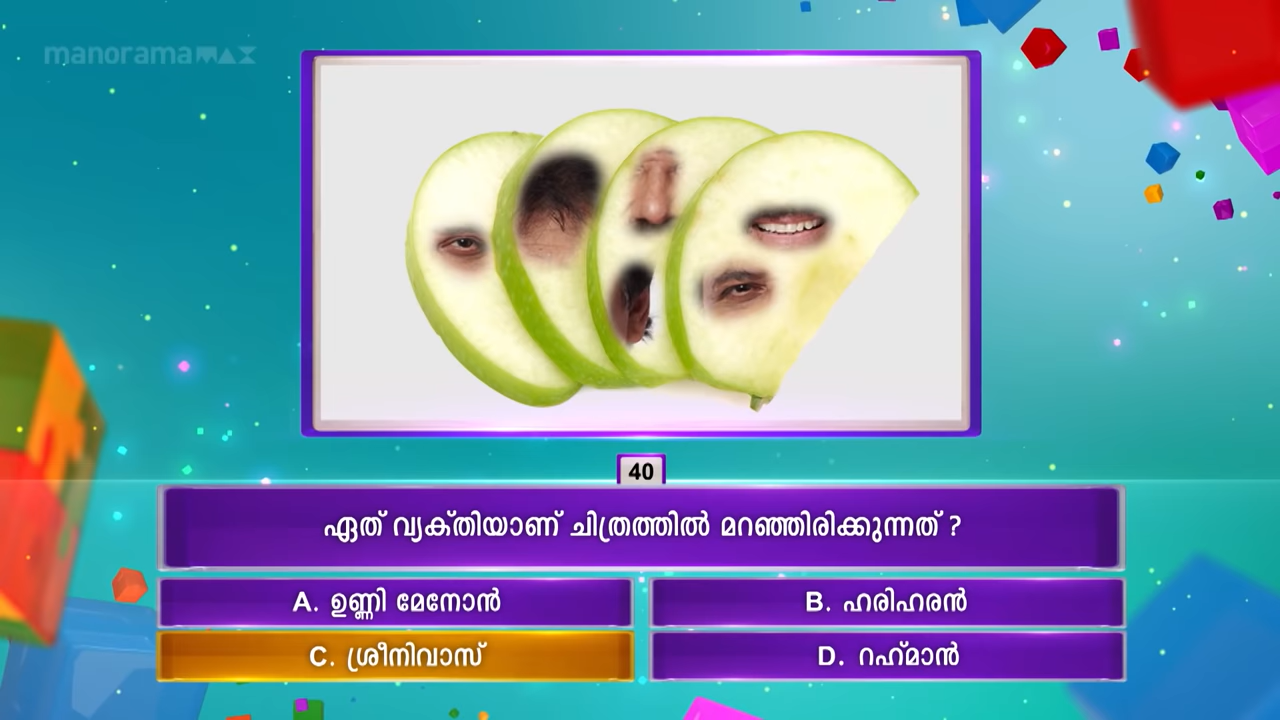 manoramaMAX
40
ഏത് വ്യക്തിയാണ് ചിത്രത്തിൽ മറഞ്ഞിരിക്കുന്നത് ?
A. ഉണ്ണി മേനോൻ
B. ഹരിഹരൻ
C. ശ്രീനിവാസ്
D. റഹ്‌മാൻ